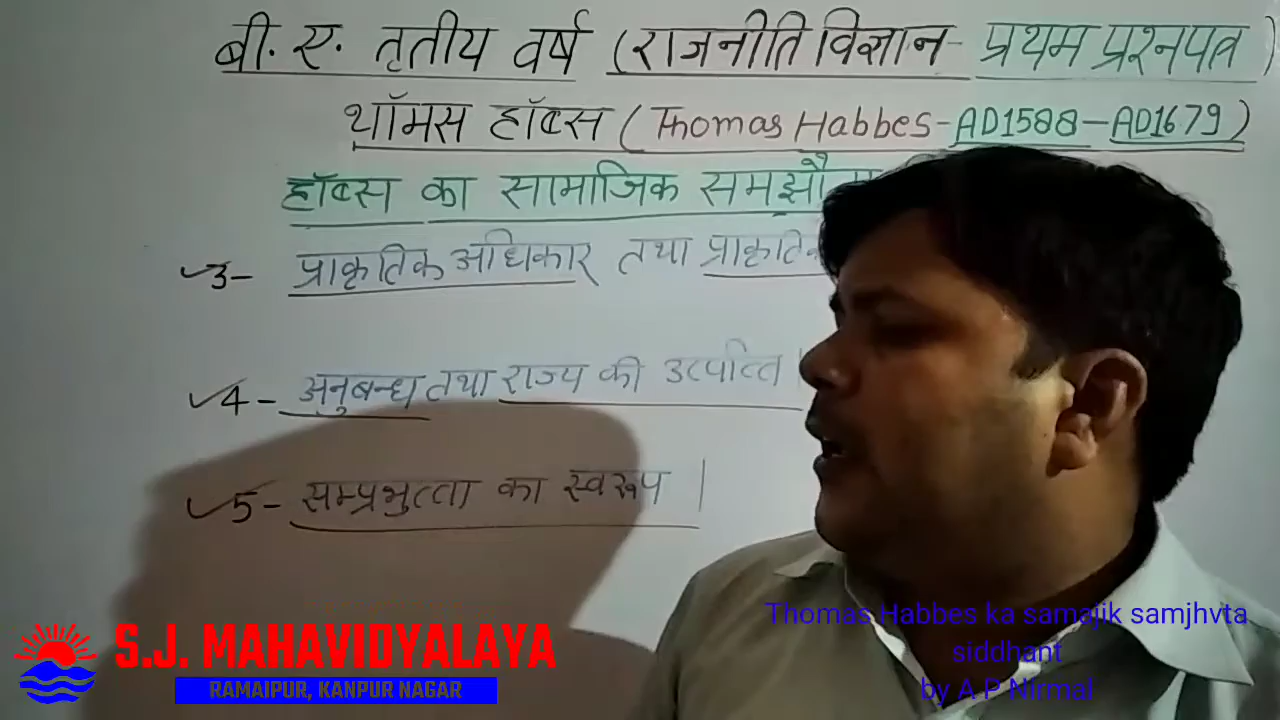 बी. ए. तृतीय वर्ष (राजनीति विज्ञान - प्रथम प्रश्नपत्र)
थॉमस हॉब्स (Thomas Habbes - AD1588 - AD1679)
हॉब्स का सामाजिक
3- प्राकृतिक अधिकार तथा
4- अनुबन्ध तथा राज्य की उत्पत्ति ।
5- सम्प्रभुत्ता का स्वरूप ।
S.J. MAHAVIDYALAYA
RAMAIPUR, KANPUR NAGAR
Thomas Habbes ka samajik samjhvta
siddhant
by A P Nirmal